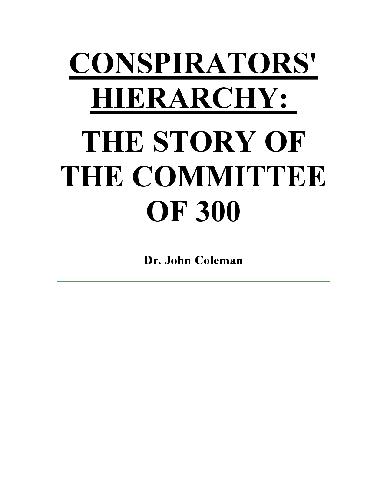 CONSPIRATORS'
HIERARCHY:
THE STORY OF
THE COMMITTEE
OF 300
Dr. John Coleman